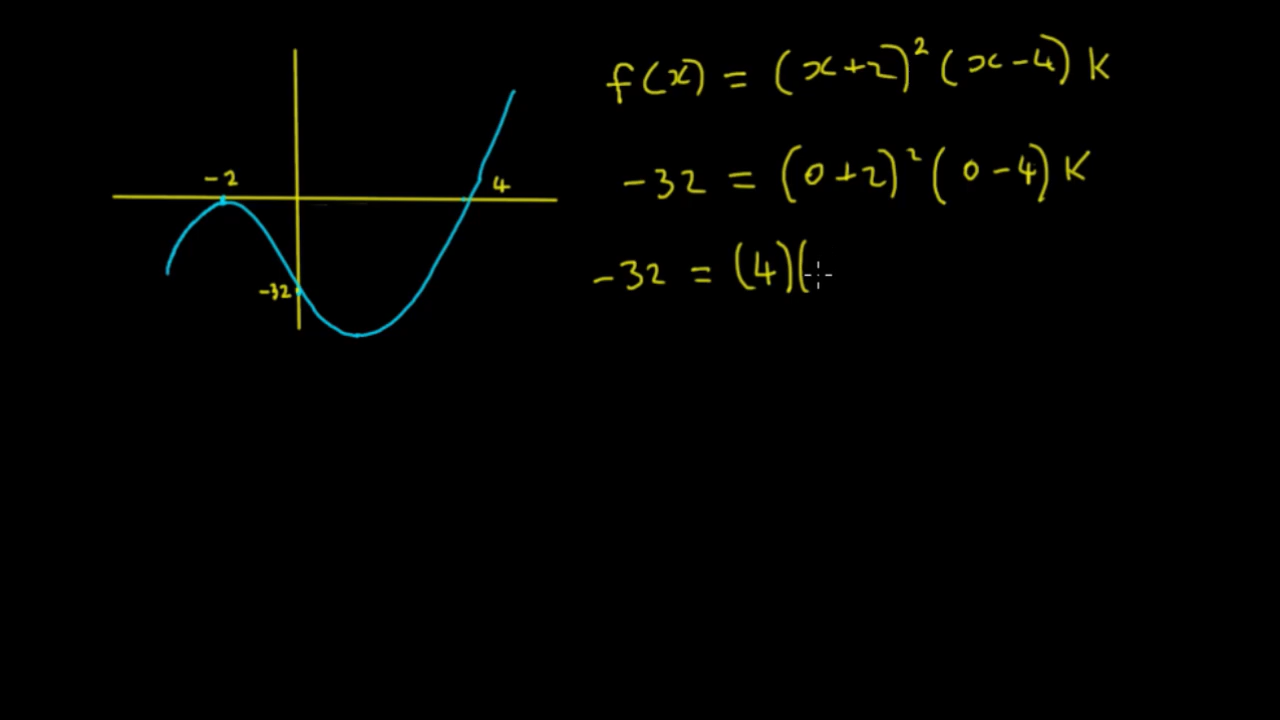 -2
4
-32
f(x) = (x+2)² (x-4) K
-32 = (0+2)² (0-4) K
-32 = (4)(